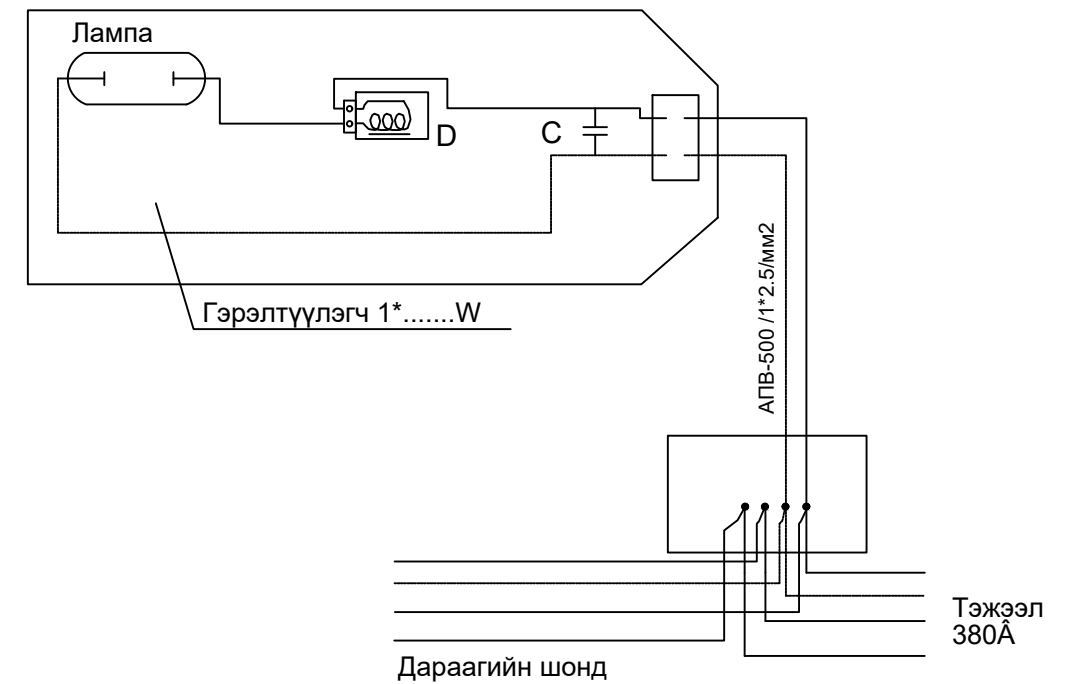 Лампа
D
C
Гэрэлтүүлэгч 1*.......W
АПВ-500 /1*2.5/мм2
Тэжээл
380Â
Дараагийн шонд